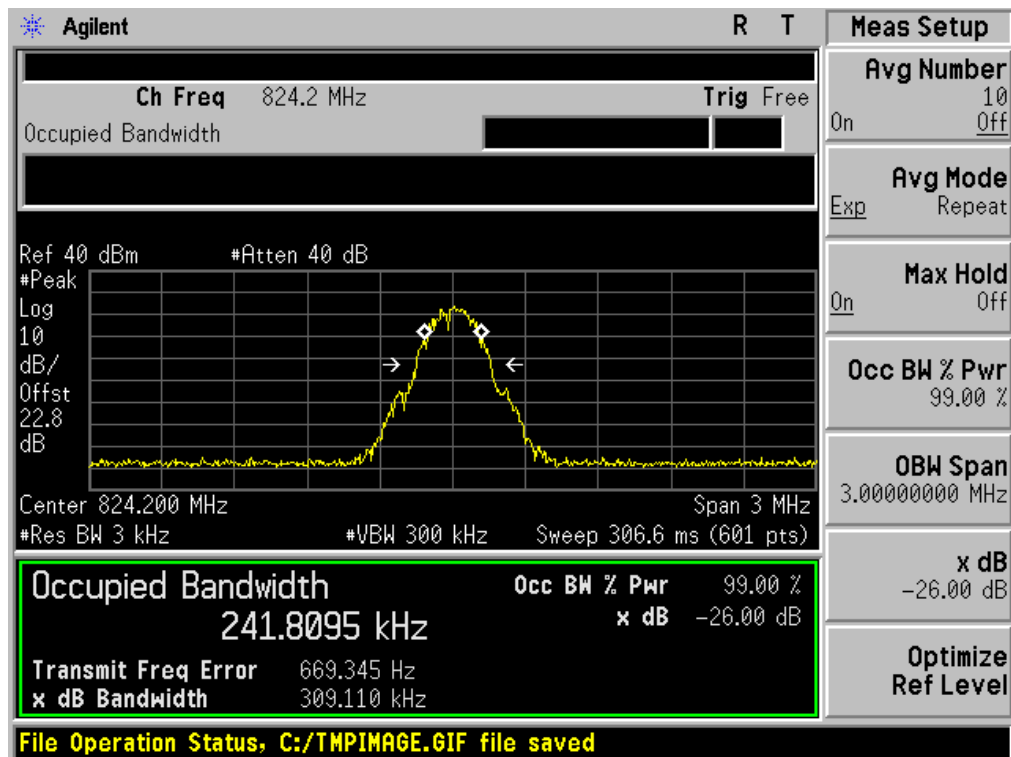 Agilent R T
Ch Freq 824.2 MHz Trig Free
Occupied Bandwidth
Ref 40 dBm #Atten 40 dB
#Peak
Log
10
dB/
Offst
22.8
dB
Center 824.200 MHz Span 3 MHz
#Res BW 3 kHz #VBW 300 kHz Sweep 306.6 ms (601 pts)
Occupied Bandwidth Occ BW % Pwr 99.00 %
241.8095 kHz x dB -26.00 dB
Transmit Freq Error 669.345 Hz
x dB Bandwidth 309.110 kHz
File Operation Status, C:/TMPIMAGE.GIF file saved
Meas Setup
Avg Number
10
On Off
Avg Mode
Exp Repeat
Max Hold
On Off
Occ BW % Pwr
99.00 %
OBW Span
3.00000000 MHz
x dB
-26.00 dB
Optimize
Ref Level